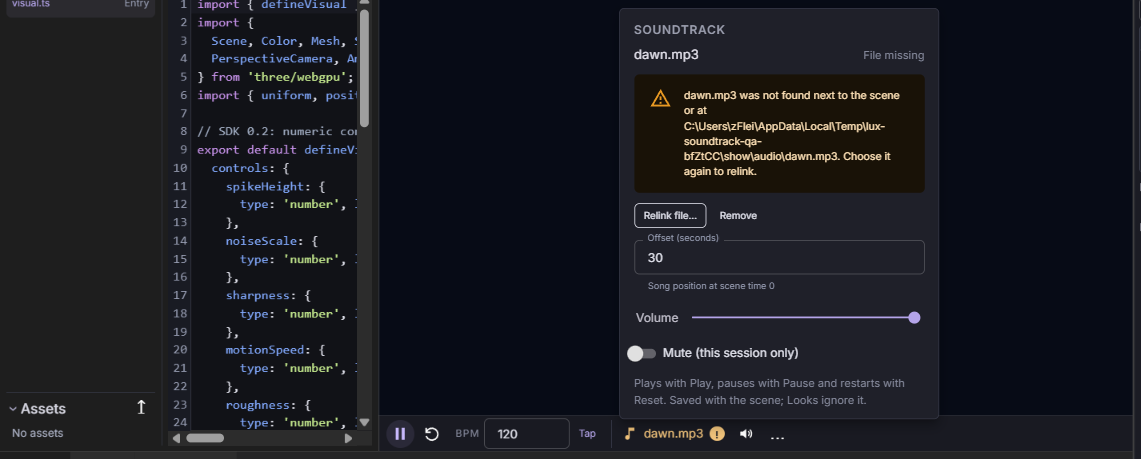 visual.ts Entry
1 import { defineVisual
2 import {
3 Scene, Color, Mesh,
4 PerspectiveCamera,
5 } from 'three/webgpu';
6 import { uniform,
7
8 // SDK 0.2: numeric
9 export default
10 controls: {
11 spikeHeight: {
12 type: 'number',
13 },
14 noiseScale: {
15 type: 'number',
16 },
17 sharpness: {
18 type: 'number',
19 },
20 motionSpeed: {
21 type: 'number',
22 },
23 roughness: {
24 type: 'number',
Assets
No assets
SOUNDTRACK
dawn.mp3 File missing
dawn.mp3 was not found next to the scene
or at
C:\Users\zFlei\AppData\Local\Temp\lux-
soundtrack-qa-
bfZtCC\show\audio\dawn.mp3. Choose it
again to relink.
Relink file... Remove
Offset (seconds)
30
Song position at scene time 0
Volume
Mute (this session only)
Plays with Play, pauses with Pause and restarts with
Reset. Saved with the scene; Looks ignore it.
BPM 120 Tap dawn.mp3 ! ...